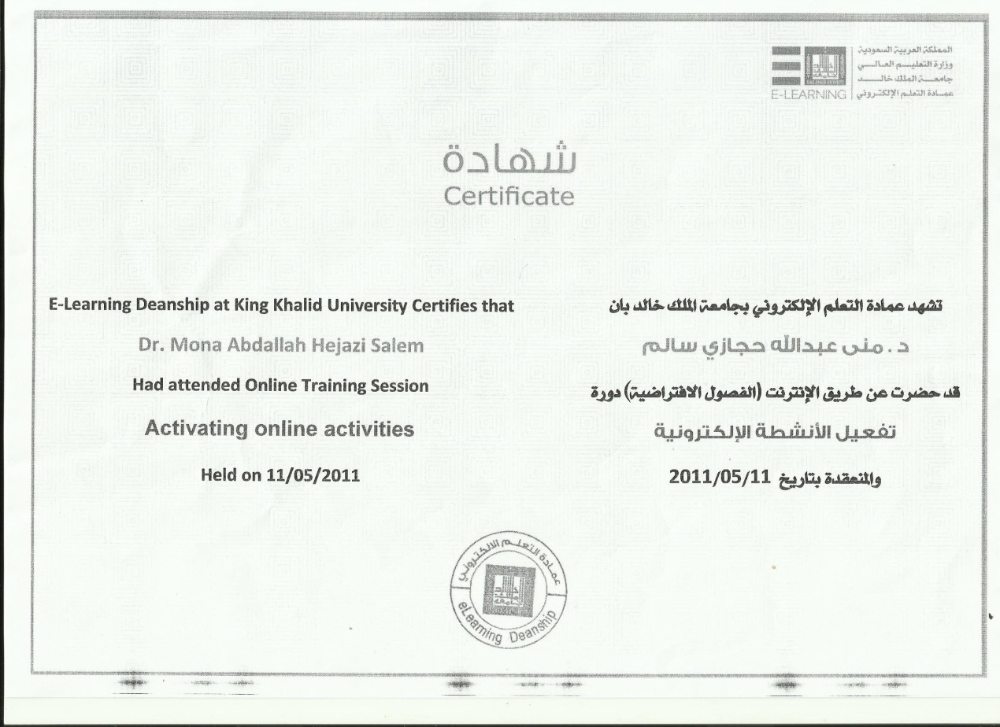 المملكة العربية السعودية
وزارة التعليم العالي
جامعة الملك خالد
عمادة التعلم الإلكتروني
E-LEARNING
شهادة
Certificate
E-Learning Deanship at King Khalid University Certifies that
Dr. Mona Abdallah Hejazi Salem
Had attended Online Training Session
Activating online activities
Held on 11/05/2011
تشهد عمادة التعلم الإلكتروني بجامعة الملك خالد بان
د. منى عبدالله حجازي سالم
قد حضرت عن طريق الإنترنت (الفصول الافتراضية) دورة
تفعيل الأنشطة الإلكترونية
والمنعقدة بتاريخ 2011/05/11
عمادة التعلم الالكتروني
eLearning Deanship